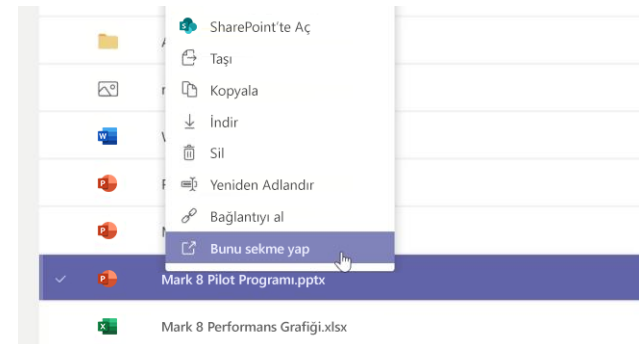 SharePoint'te Aç
Taşı
Kopyala
İndir
Sil
Yeniden Adlandır
Bağlantıyı al
Bunu sekme yap
Mark 8 Pilot Programı.pptx
Mark 8 Performans Grafiği.xlsx